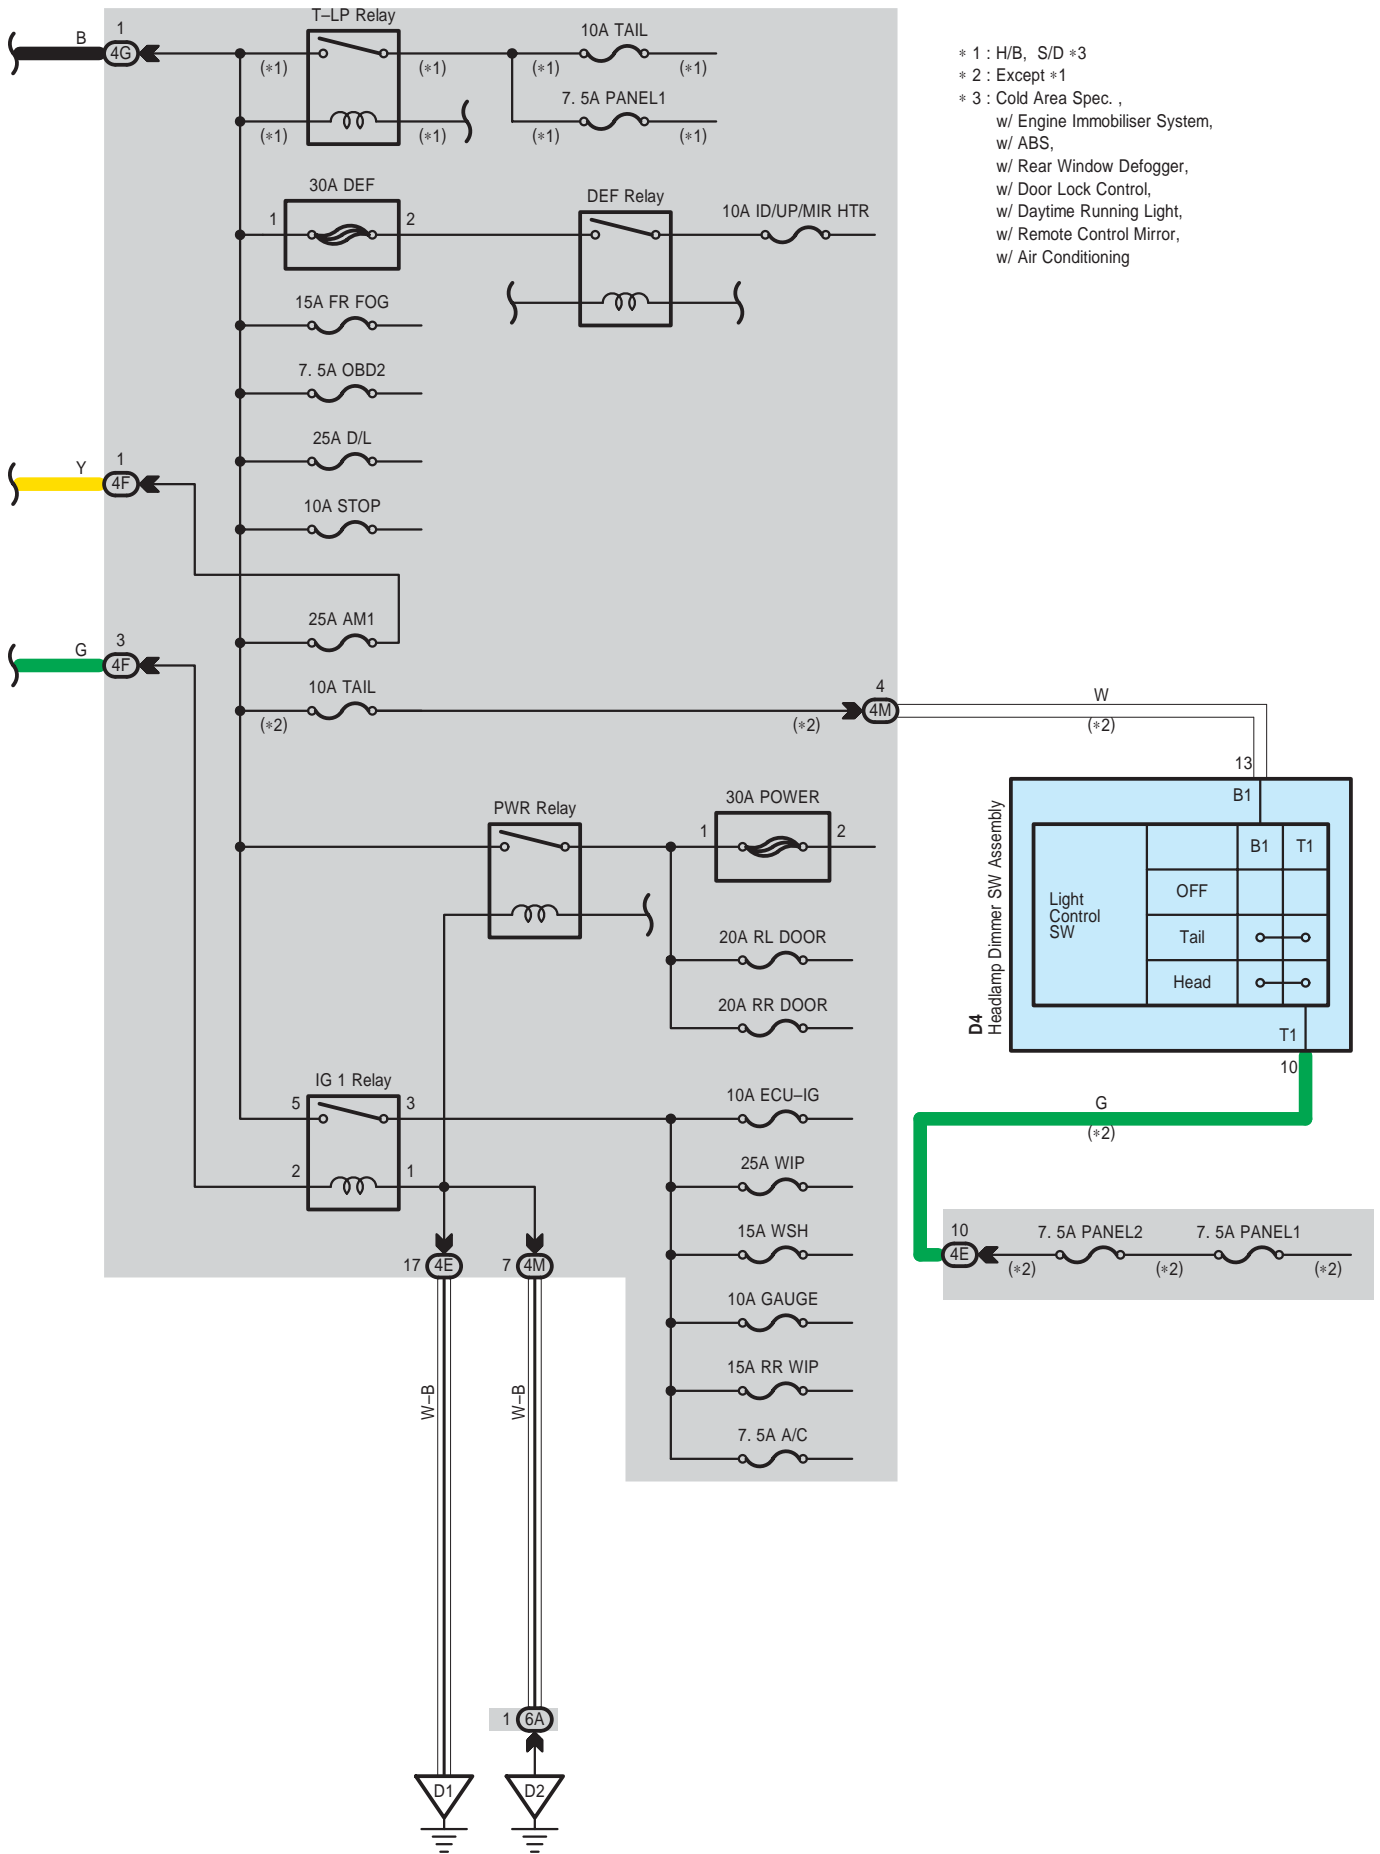 T–LP Relay
1
B
4G
10A TAIL
(∗1)
(∗1)
(∗1)
(∗1)
7. 5A PANEL1
(∗1)
(∗1)
(∗1)
∗ 1 : H/B, S/D ∗3
∗ 2 : Except ∗1
∗ 3 : Cold Area Spec. ,
w/ Engine Immobiliser System,
w/ ABS,
w/ Rear Window Defogger,
w/ Door Lock Control,
w/ Daytime Running Light,
w/ Remote Control Mirror,
w/ Air Conditioning
30A DEF
1
2
DEF Relay
10A ID/UP/MIR HTR
15A FR FOG
7. 5A OBD2
25A D/L
Y
1
4F
10A STOP
25A AM1
G
3
4F
10A TAIL
(∗2)
(∗2)
4
4M
W
(∗2)
13
B1
D4
Headlamp Dimmer SW Assembly
Light
Control
SW
B1
T1
OFF
Tail
Head
T1
10
PWR Relay
30A POWER
1
2
20A RL DOOR
20A RR DOOR
IG 1 Relay
5
3
2
1
10A ECU–IG
25A WIP
15A WSH
10A GAUGE
15A RR WIP
7. 5A A/C
G
(∗2)
10
4E
7. 5A PANEL2
7. 5A PANEL1
(∗2)
(∗2)
(∗2)
17
4E
7
4M
W–B
W–B
1
6A
D1
D2